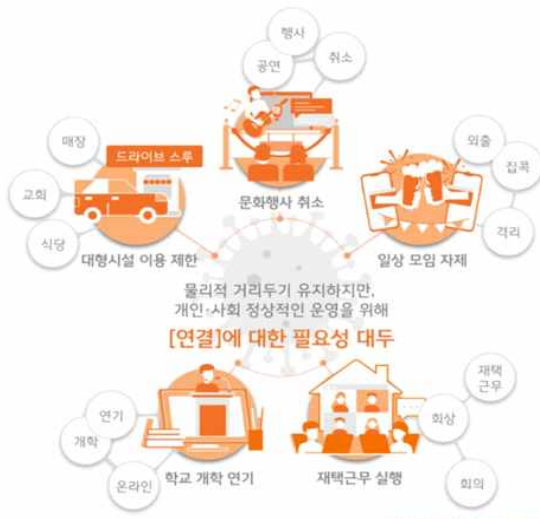 행사
공연
취소
문화행사 취소
매장
드라이브 스루
교회
식당
대형시설 이용 제한
외출
집콕
격리
일상 모임 자제
물리적 거리두기 유지하지만,
개인·사회 정상적인 운영을 위해
[연결]에 대한 필요성 대두
연기
개학
온라인
학교 개학 연기
재택
근무
화상
회의
재택근무 실행